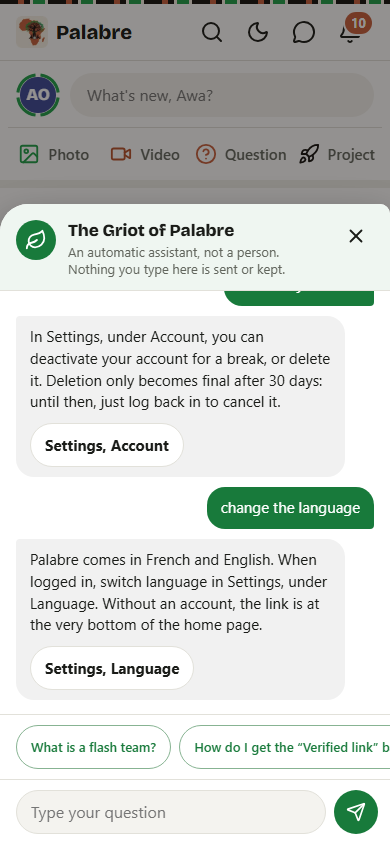 Palabre
10
AO
What's new, Awa?
Photo
Video
Question
Project
The Griot of Palabre
An automatic assistant, not a person.
Nothing you type here is sent or kept.
In Settings, under Account, you can
deactivate your account for a break, or delete
it. Deletion only becomes final after 30 days:
until then, just log back in to cancel it.
Settings, Account
change the language
Palabre comes in French and English. When
logged in, switch language in Settings, under
Language. Without an account, the link is at
the very bottom of the home page.
Settings, Language
What is a flash team?
How do I get the “Verified link” b
Type your question